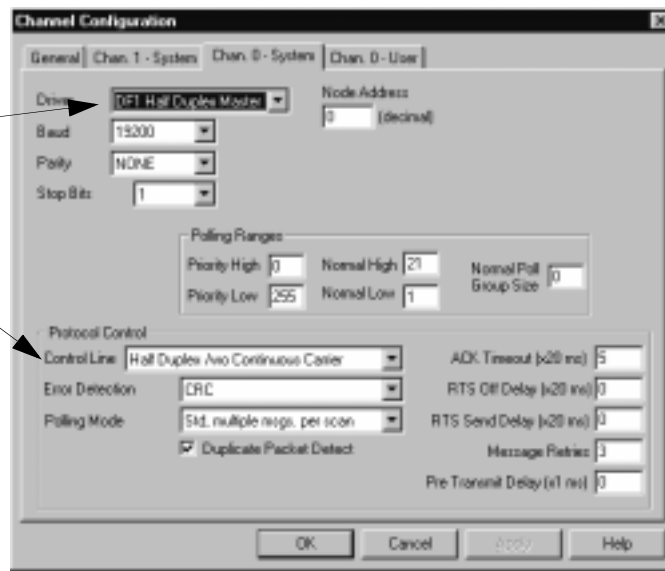 Channel Configuration
General Chan. 1 - System Chan. 0 - System Chan. 0 - User
Driver DF1 Half Duplex Master
Node Address
0 (decimal)
Baud 19200
Parity NONE
Stop Bits 1
Polling Ranges
Priority High 0 Normal High 21 Normal Poll Group Size 0
Priority Low 255 Normal Low 1
Protocol Control
Control Line Half Duplex /wo Continuous Carrier ACK Timeout (x20 ms) 5
Error Detection CRC RTS Off Delay (x20 ms) 0
Polling Mode Std. multiple msgs. per scan RTS Send Delay (x20 ms) 0
Duplicate Packet Detect Message Retries 3
Pre Transmit Delay (x1 ms) 0
OK Cancel Apply Help